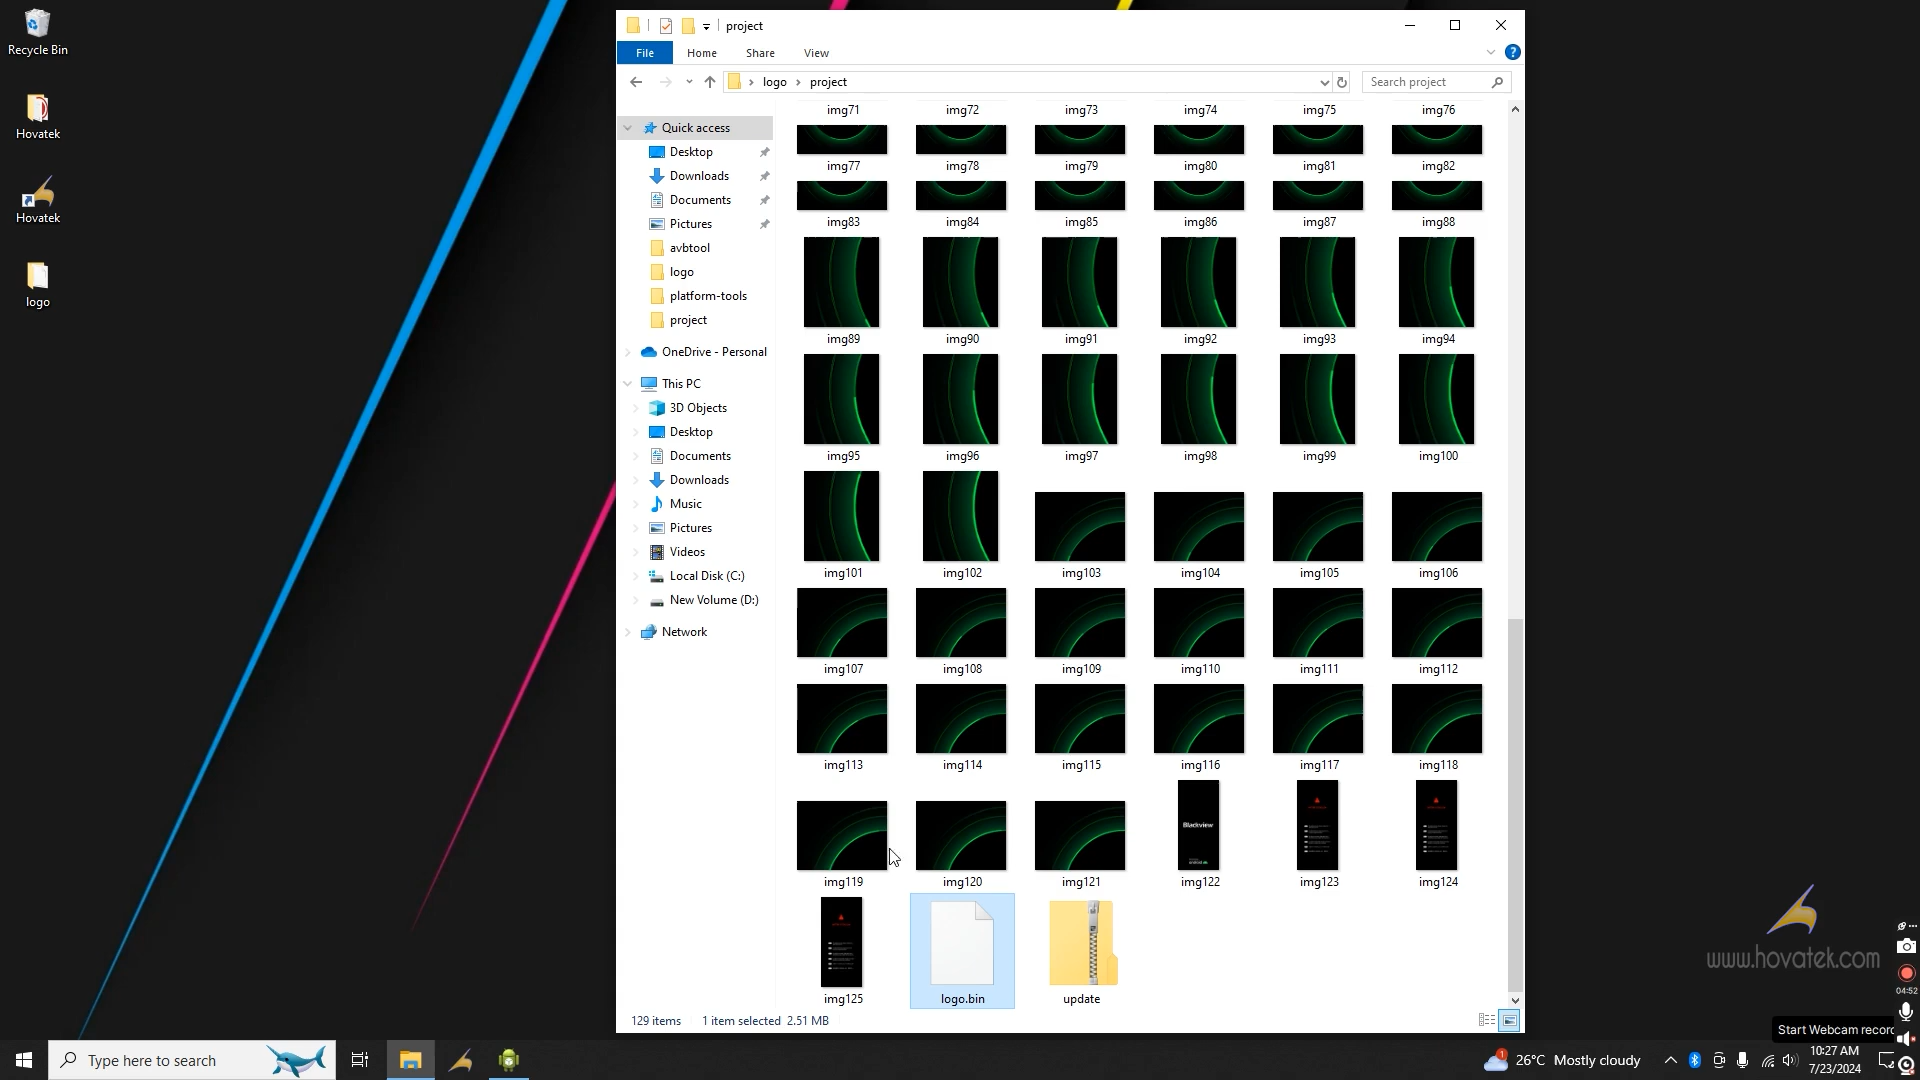 Recycle Bin
Hovatek
Hovatek
logo
project
File Home Share View
logo project
Search project
Quick access
Desktop
Downloads
Documents
Pictures
avbtool
logo
platform-tools
project
OneDrive - Personal
This PC
3D Objects
Desktop
Documents
Downloads
Music
Pictures
Videos
Local Disk (C:)
New Volume (D:)
Network
img71 img72 img73 img74 img75 img76
img77 img78 img79 img80 img81 img82
img83 img84 img85 img86 img87 img88
img89 img90 img91 img92 img93 img94
img95 img96 img97 img98 img99 img100
img101 img102 img103 img104 img105 img106
img107 img108 img109 img110 img111 img112
img113 img114 img115 img116 img117 img118
Blackview
img119 img120 img121 img122 img123 img124
img125 logo.bin update
129 items 1 item selected 2.51 MB
www.hovatek.com
04:52
Start Webcam record
Type here to search
1
26°C Mostly cloudy
10:27 AM
7/23/2024